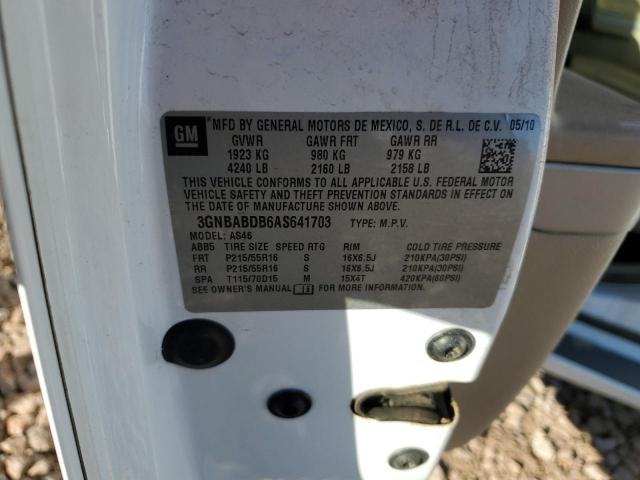 GM
MFD BY GENERAL MOTORS DE MEXICO, S. DE R.L. DE C.V. 05/10
GVWR GAWR FRT GAWR RR
1923 KG 980 KG 979 KG
4240 LB 2160 LB 2158 LB
THIS VEHICLE CONFORMS TO ALL APPLICABLE U.S. FEDERAL MOTOR
VEHICLE SAFETY AND THEFT PREVENTION STANDARDS IN EFFECT ON
THE DATE OF MANUFACTURE SHOWN ABOVE.
3GNBABDB6AS641703 TYPE: M.P.V.
MODEL: AS46
ABB5 TIRE SIZE SPEED RTG RIM COLD TIRE PRESSURE
FRT P215/55R16 S 16X6.5J 210KPA(30PSI)
RR P215/55R16 S 16X6.5J 210KPA(30PSI)
SPA T115/70D15 M 15X4T 420KPA(60PSI)
SEE OWNER'S MANUAL FOR MORE INFORMATION.